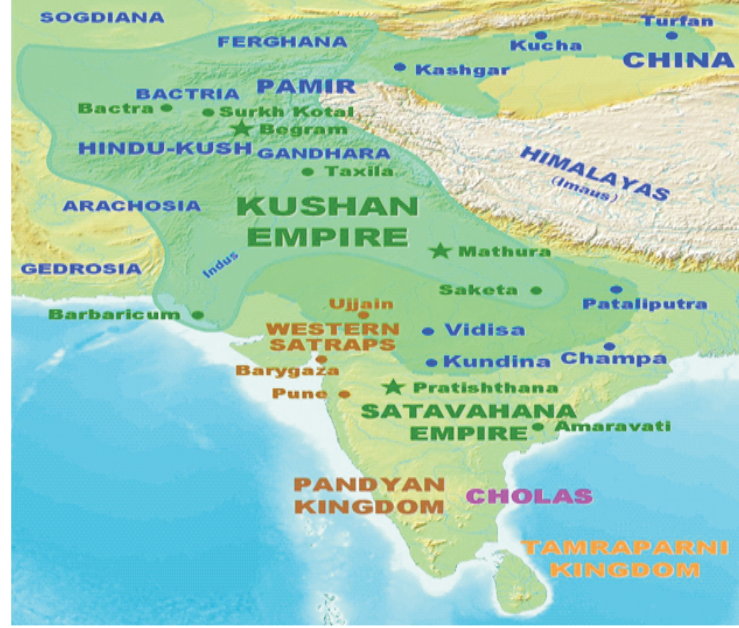 SOGDIANA
Turfan
FERGHANA
Kucha
CHINA
Kashgar
PAMIR
BACTRIA
Bactra
Surkh Kotal
Begram
HINDU-KUSH
GANDHARA
HIMALAYAS
(Imaus)
Taxila
ARACHOSIA
KUSHAN
EMPIRE
Mathura
GEDROSIA
Indus
Saketa
Pataliputra
Barbaricum
Ujjain
WESTERN
SATRAPS
Vidisa
Barygaza
Kundina
Champa
Pune
Pratishthana
SATAVAHANA
EMPIRE
Amaravati
PANDYAN
KINGDOM
CHOLAS
TAMRAPARNI
KINGDOM